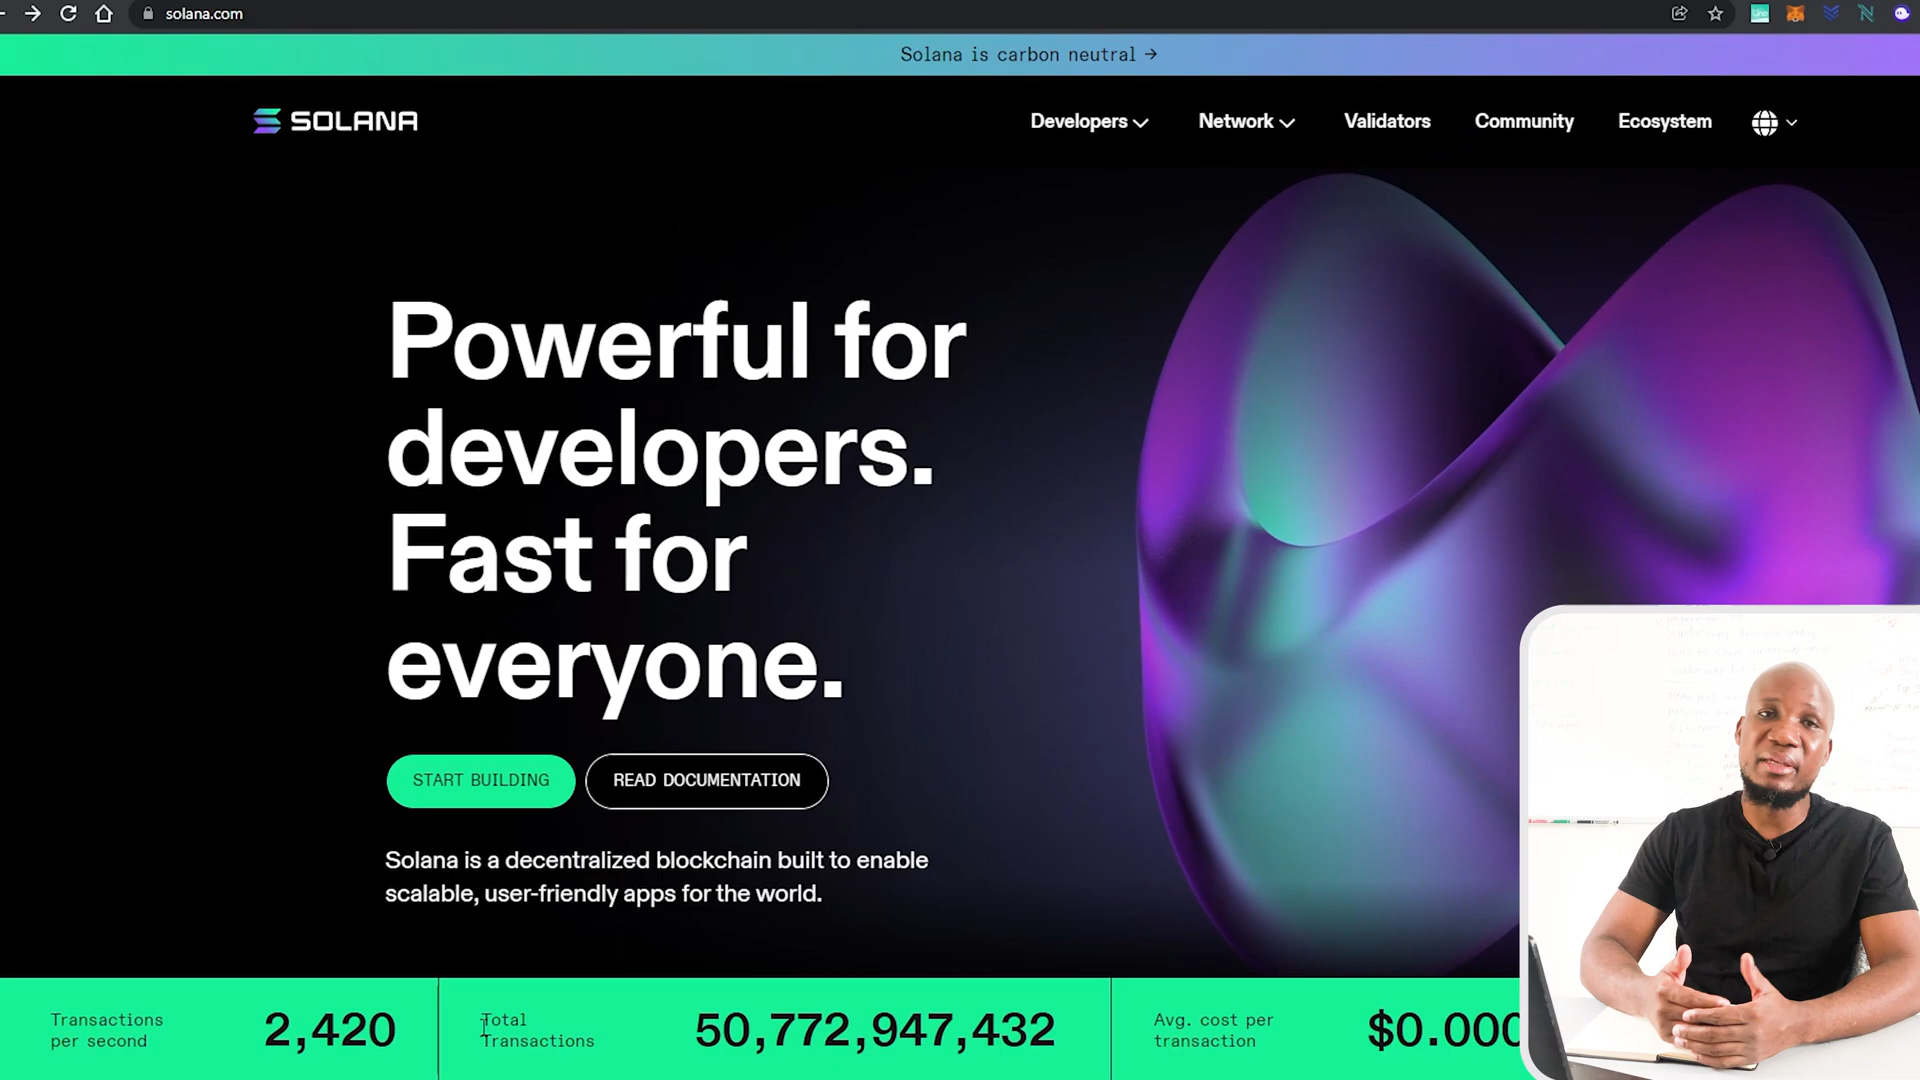 solana.com
Solana is carbon neutral →
SOLANA
Developers
Network
Validators
Community
Ecosystem
Powerful for
developers.
Fast for
everyone.
START BUILDING
READ DOCUMENTATION
Solana is a decentralized blockchain built to enable
scalable, user-friendly apps for the world.
Transactions
per second
2,420
Total
Transactions
50,772,947,432
Avg. cost per
transaction
$0.000